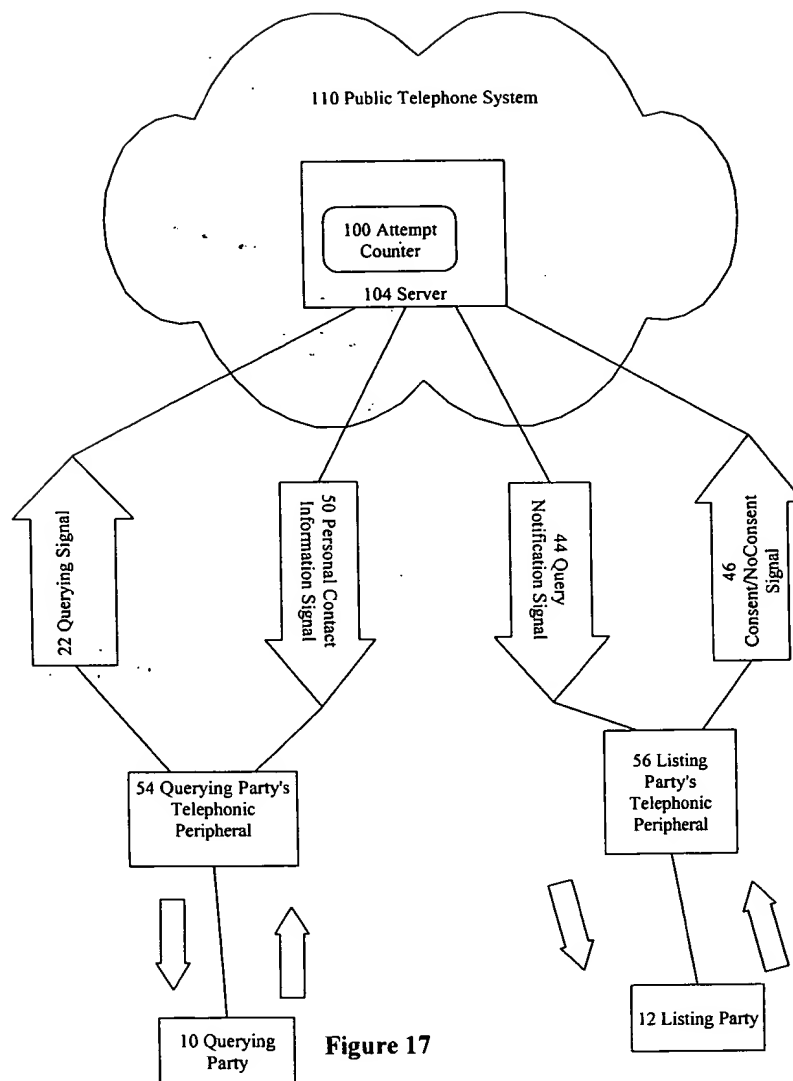 110 Public Telephone System
100 Attempt
Counter
104 Server
22 Querying Signal
50 Personal Contact
Information Signal
44 Query
Notification Signal
46
Consent/NoConsent
Signal
54 Querying Party's
Telephonic
Peripheral
56 Listing
Party's
Telephonic
Peripheral
10 Querying
Party
12 Listing Party
Figure 17